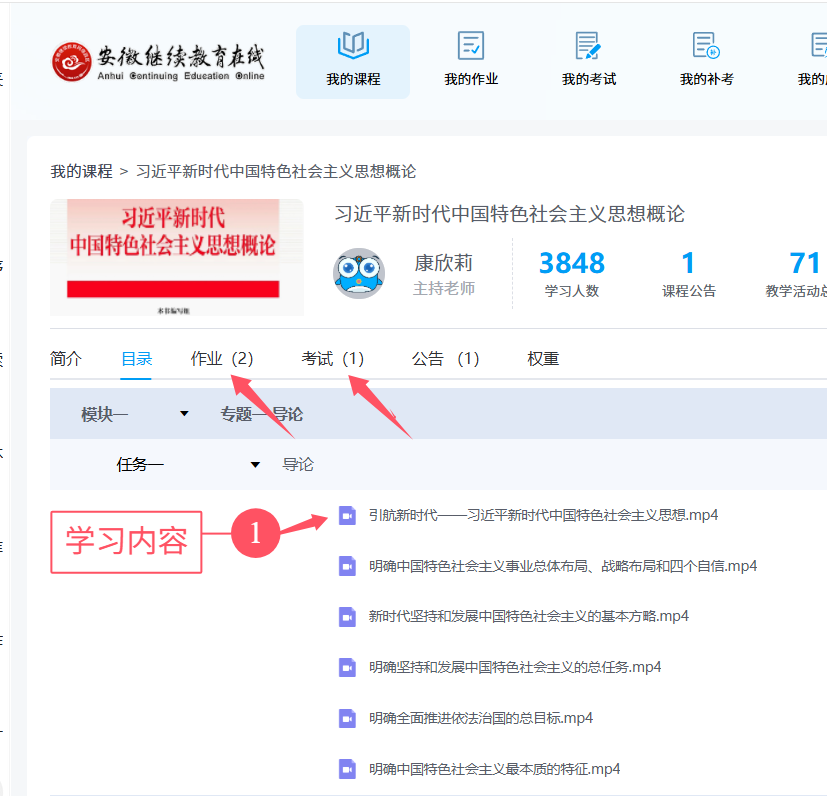 安徽继续教育在线
Anhui Continuing Education Online
我的课程
我的作业
我的考试
我的补考
我的
我的课程 > 习近平新时代中国特色社会主义思想概论
习近平新时代
中国特色社会主义思想概论
本书编写组
习近平新时代中国特色社会主义思想概论
康欣莉
主持老师
3848
学习人数
1
课程公告
71
教学活动总
简介
目录
作业（2）
考试（1）
公告 （1）
权重
模块一
专题一 导论
任务一
导论
学习内容
1
引航新时代——习近平新时代中国特色社会主义思想.mp4
明确中国特色社会主义事业总体布局、战略布局和四个自信.mp4
新时代坚持和发展中国特色社会主义的基本方略.mp4
明确坚持和发展中国特色社会主义的总任务.mp4
明确全面推进依法治国的总目标.mp4
明确中国特色社会主义最本质的特征.mp4